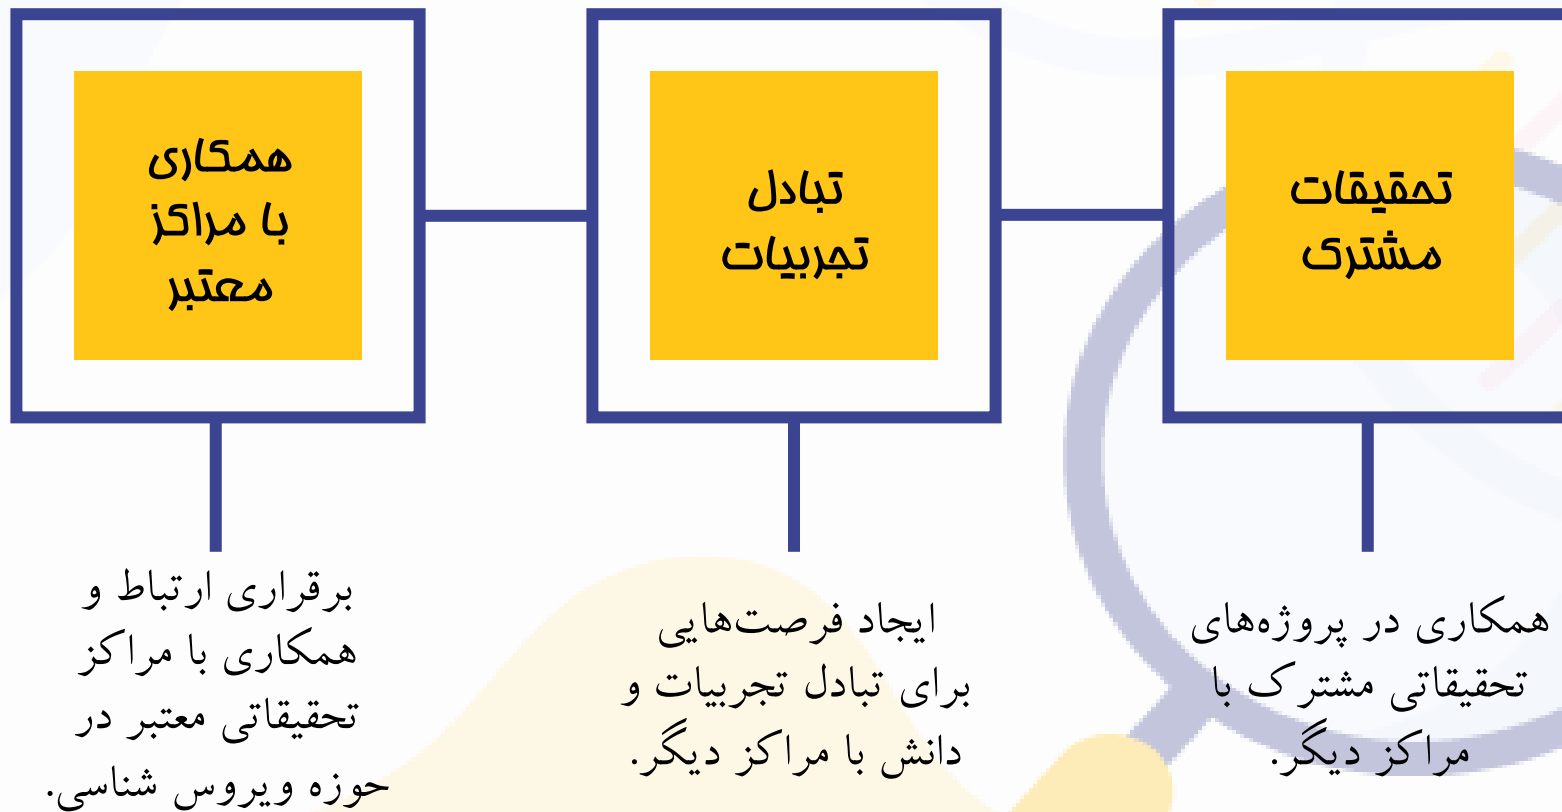 تحقیقات
مشترک
همکاری در پروژه‌های
تحقیقاتی مشترک با
مراکز دیگر.
تبادل
تجربیات
ایجاد فرصت‌هایی
برای تبادل تجربیات و
دانش با مراکز دیگر.
همکاری
با مراکز
معتبر
برقراری ارتباط و
همکاری با مراکز
تحقیقاتی معتبر در
حوزه ویروس شناسی.